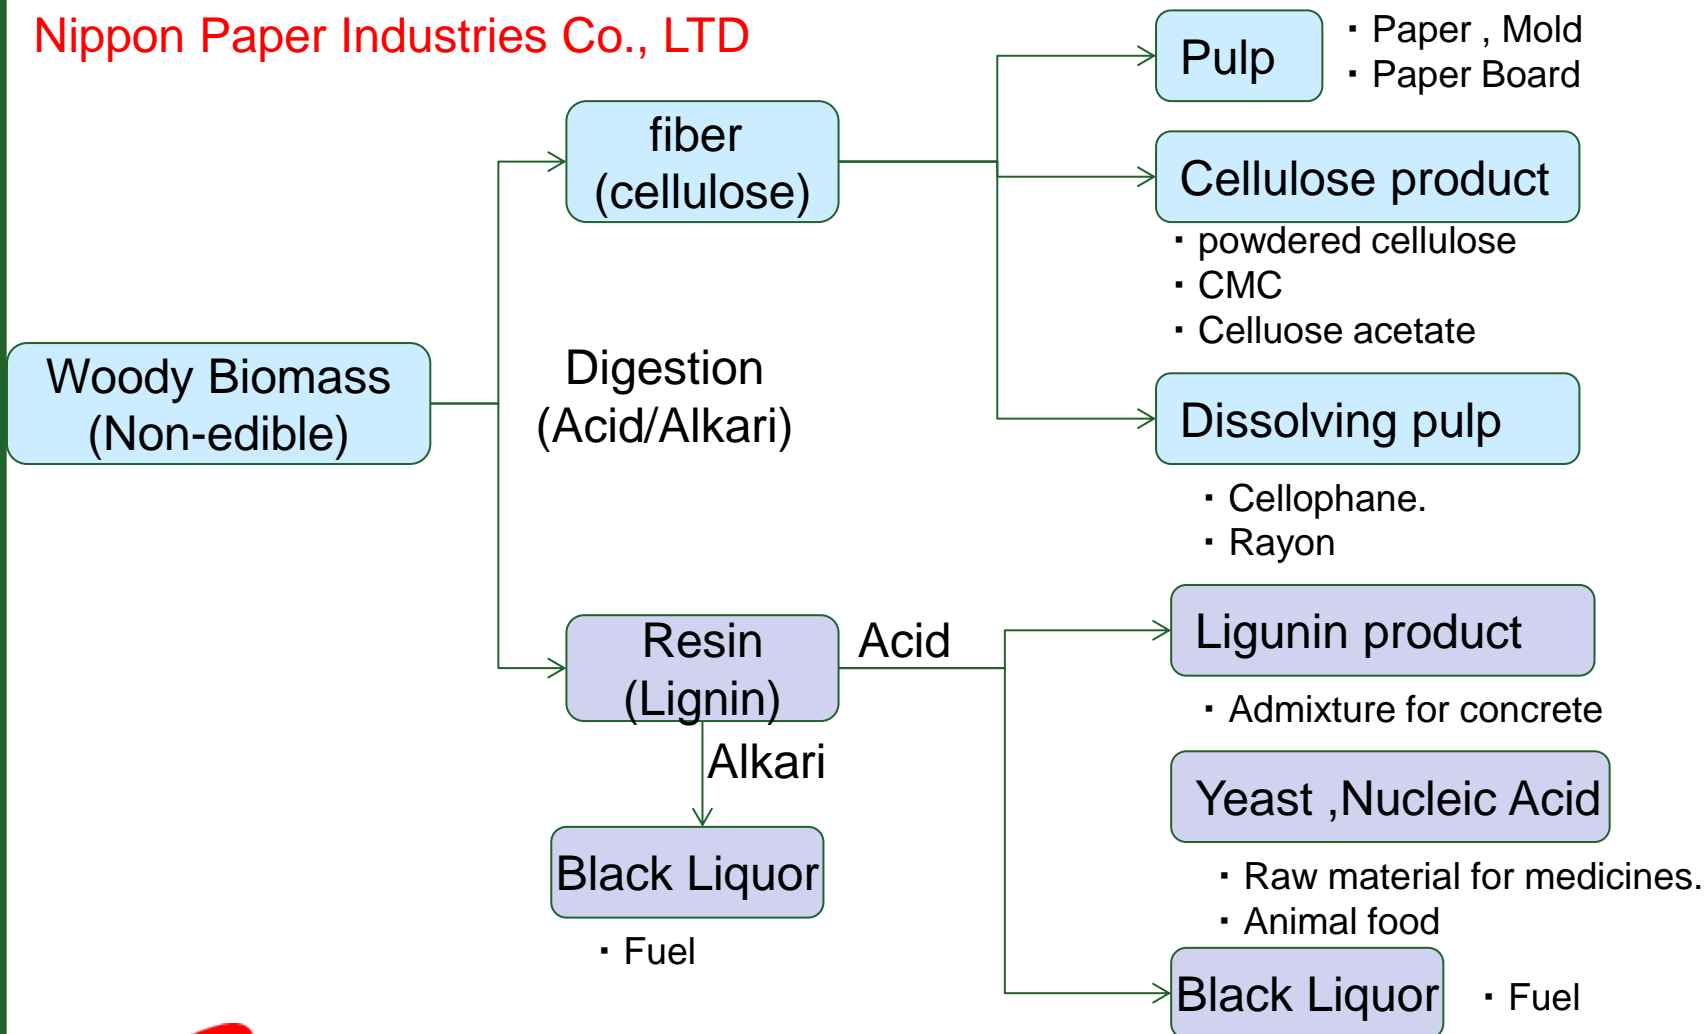 Nippon Paper Industries Co., LTD
Pulp
・Paper , Mold
・Paper Board
fiber
(cellulose)
Cellulose product
・powdered cellulose
・CMC
・Celluose acetate
Woody Biomass
(Non-edible)
Digestion
(Acid/Alkari)
Dissolving pulp
・Cellophane.
・Rayon
Resin
(Lignin)
Acid
Ligunin product
・Admixture for concrete
Alkari
Yeast ,Nucleic Acid
・Raw material for medicines.
・Animal food
Black Liquor
・Fuel
Black Liquor
・Fuel